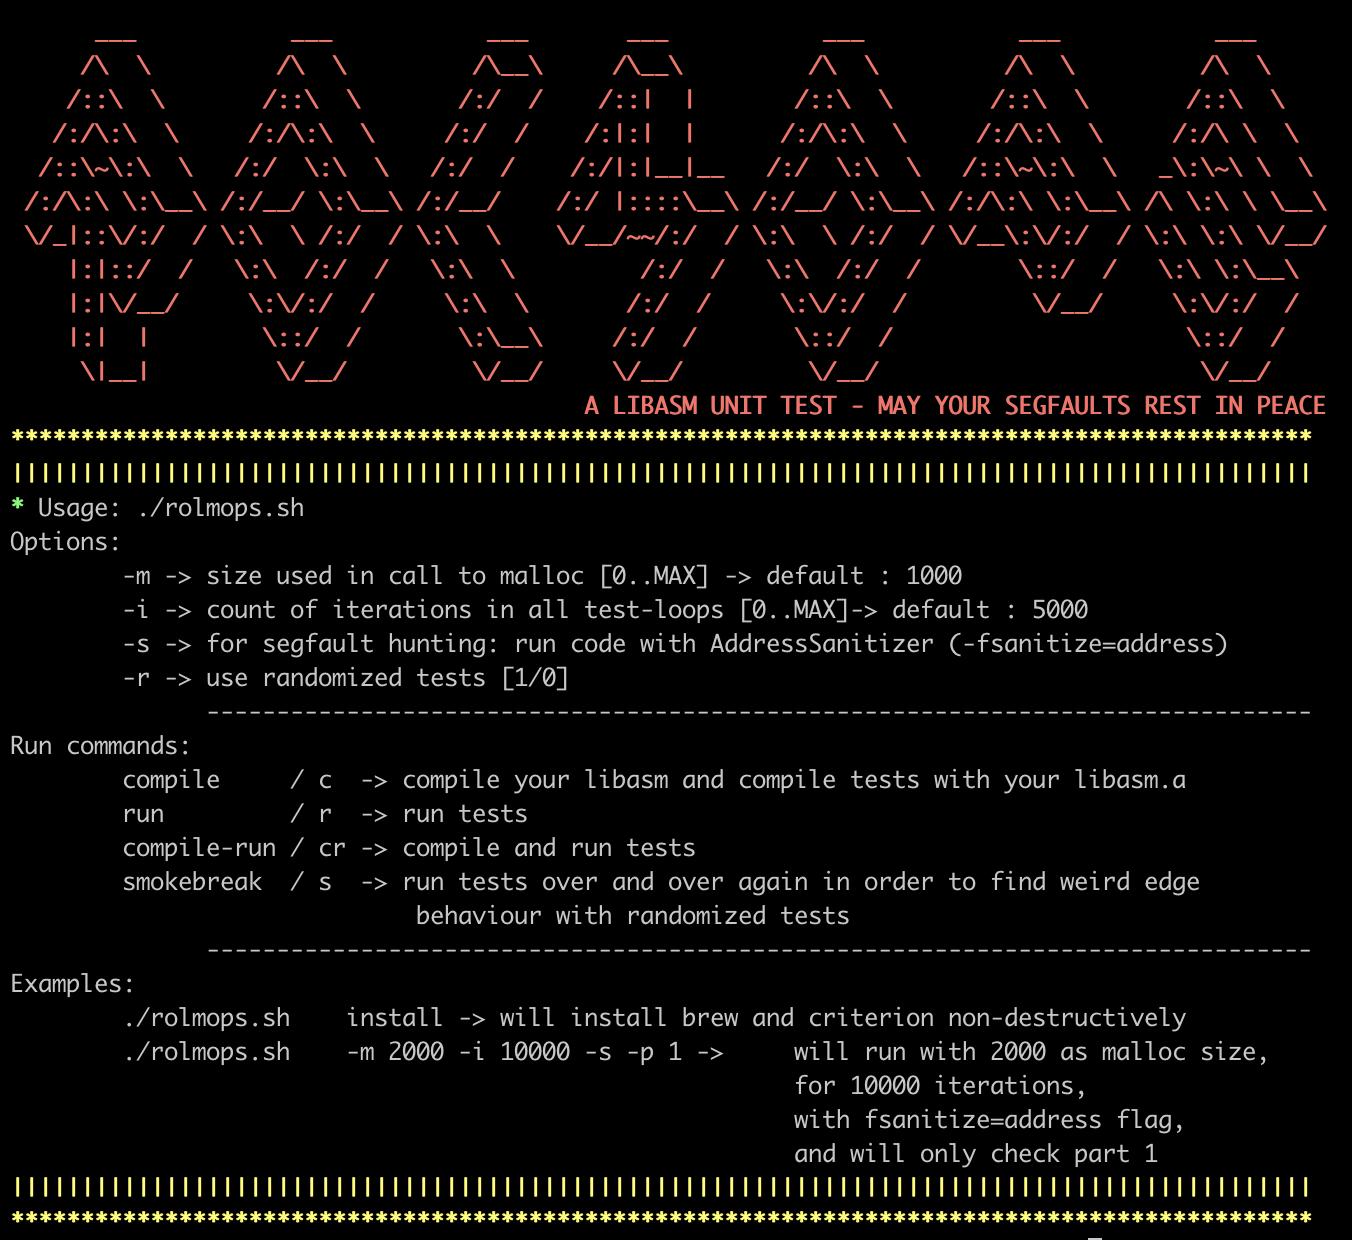 ROLMOPS
A LIBASM UNIT TEST - MAY YOUR SEGFAULTS REST IN PEACE
*********************************************************************************************
|||||||||||||||||||||||||||||||||||||||||||||||||||||||||||||||||||||||||||||||||||||||||||||
* Usage: ./rolmops.sh
Options:
-m -> size used in call to malloc [0..MAX] -> default : 1000
-i -> count of iterations in all test-loops [0..MAX]-> default : 5000
-s -> for segfault hunting: run code with AddressSanitizer (-fsanitize=address)
-r -> use randomized tests [1/0]
-------------------------------------------------------------------------------
Run commands:
compile     / c  -> compile your libasm and compile tests with your libasm.a
run         / r  -> run tests
compile-run / cr -> compile and run tests
smokebreak  / s  -> run tests over and over again in order to find weird edge
behaviour with randomized tests
-------------------------------------------------------------------------------
Examples:
./rolmops.sh    install -> will install brew and criterion non-destructively
./rolmops.sh    -m 2000 -i 10000 -s -p 1 ->     will run with 2000 as malloc size,
for 10000 iterations,
with fsanitize=address flag,
and will only check part 1
|||||||||||||||||||||||||||||||||||||||||||||||||||||||||||||||||||||||||||||||||||||||||||||
*********************************************************************************************